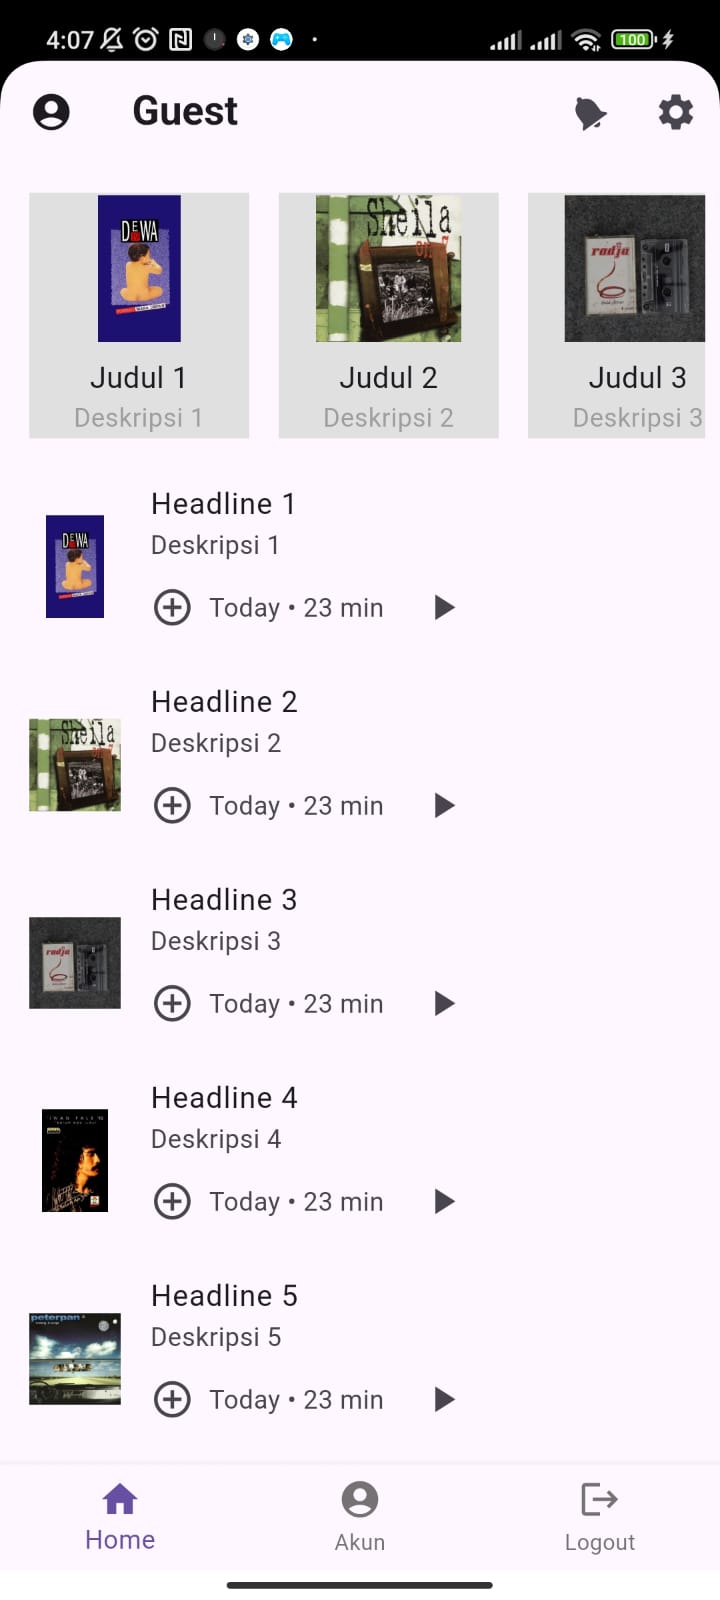 4:07
100
Guest
DEWA
Sheila
radja
Judul 1
Judul 2
Judul 3
Deskripsi 1
Deskripsi 2
Deskripsi 3
Headline 1
Deskripsi 1
DEWA
Today • 23 min
Headline 2
Deskripsi 2
Sheila
Today • 23 min
Headline 3
Deskripsi 3
radja
Today • 23 min
Headline 4
Deskripsi 4
Today • 23 min
Headline 5
Deskripsi 5
peterpan
Today • 23 min
Home
Akun
Logout